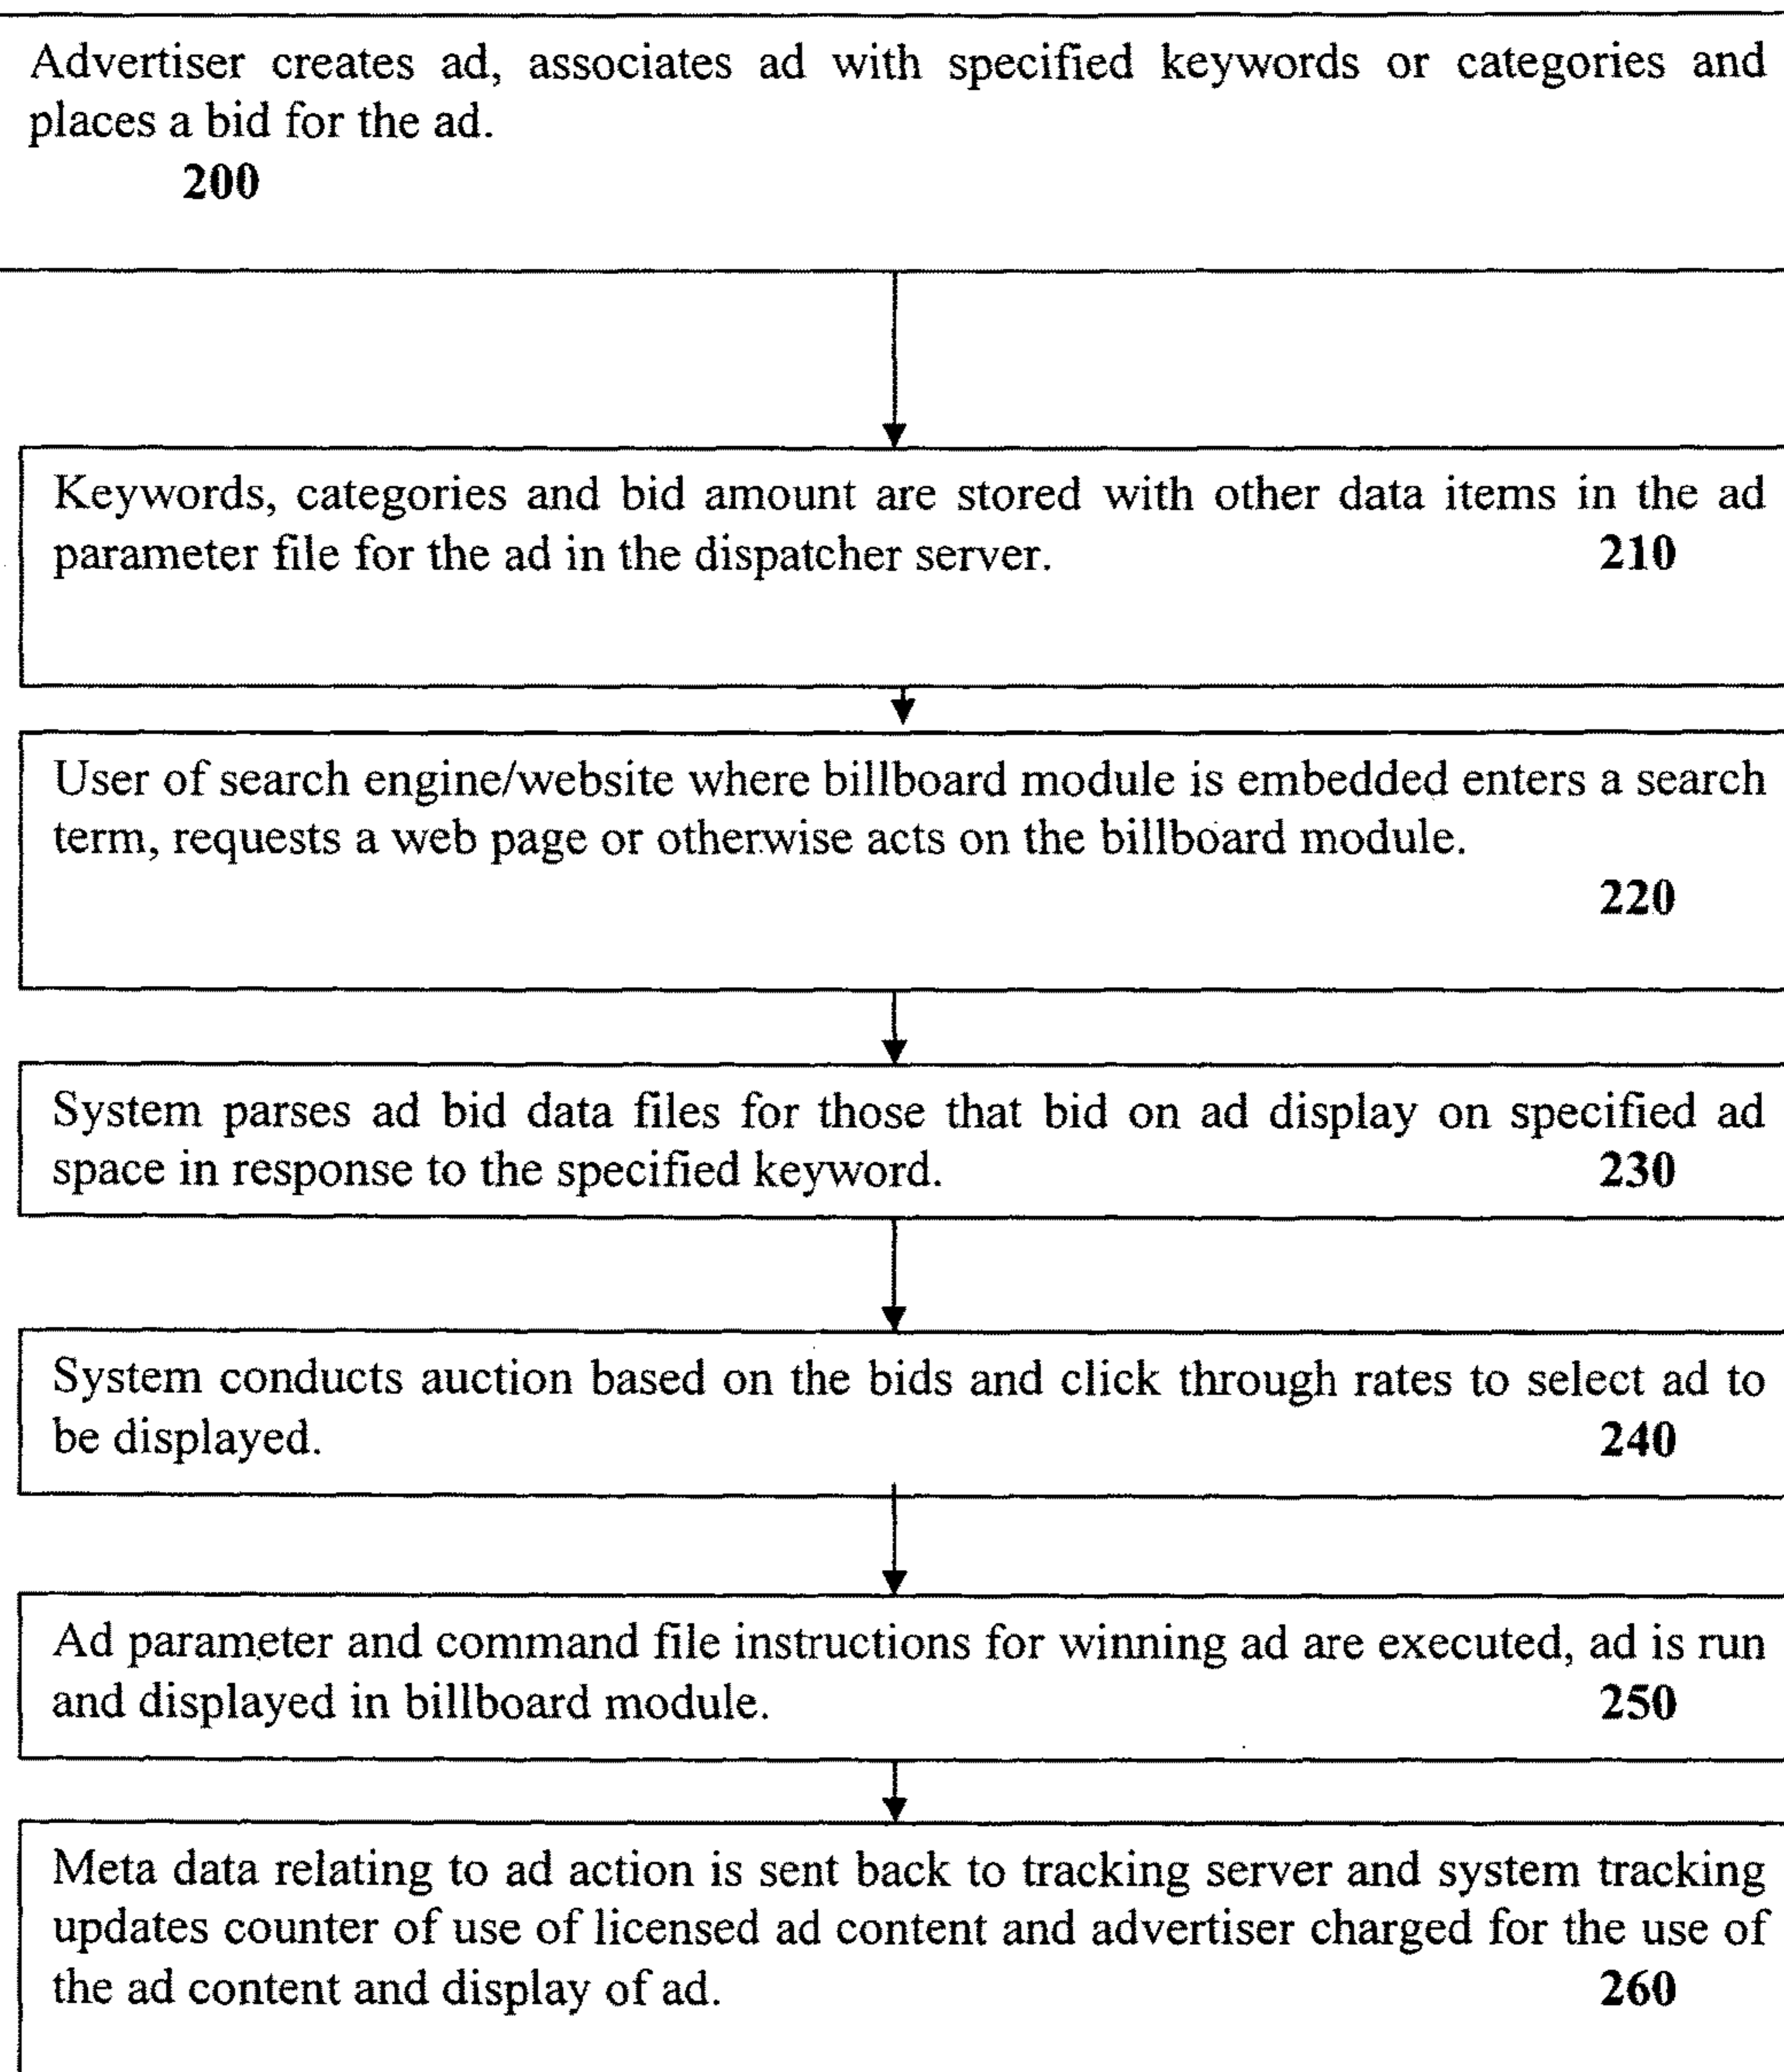 Advertiser creates ad, associates ad with specified keywords or categories and
places a bid for the ad.
200
Keywords, categories and bid amount are stored with other data items in the ad
parameter file for the ad in the dispatcher server. 210
User of search engine/website where billboard module is embedded enters a search
term, requests a web page or otherwise acts on the billboard module.
220
System parses ad bid data files for those that bid on ad display on specified ad
space in response to the specified keyword. 230
System conducts auction based on the bids and click through rates to select ad to
be displayed. 240
Ad parameter and command file instructions for winning ad are executed, ad is run
and displayed in billboard module. 250
Meta data relating to ad action is sent back to tracking server and system tracking
updates counter of use of licensed ad content and advertiser charged for the use of
the ad content and display of ad. 260